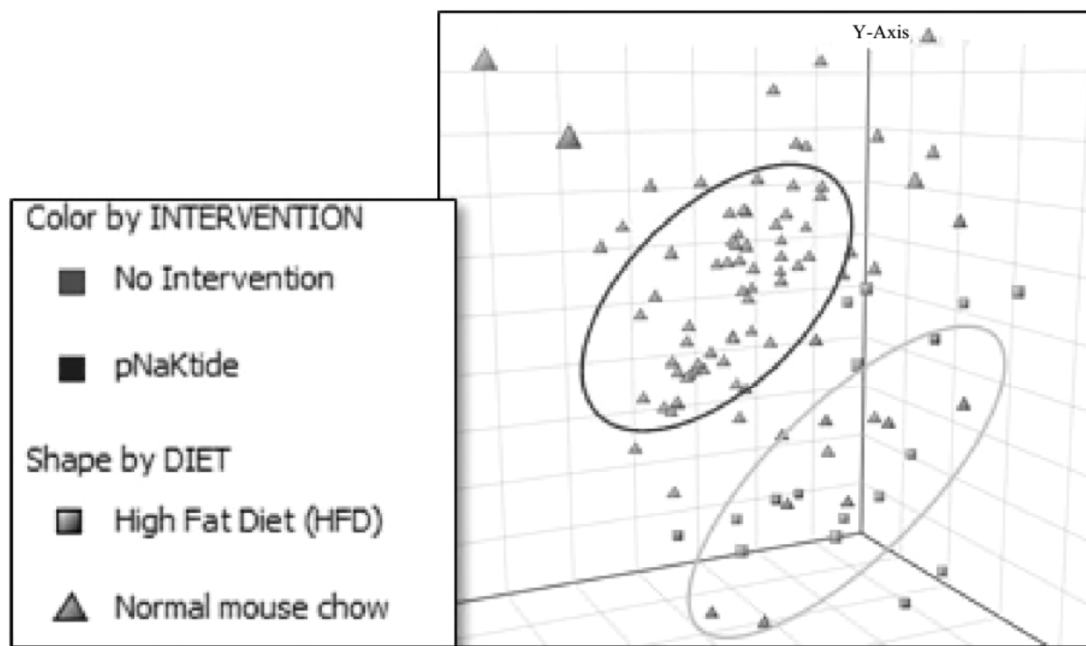 Y-Axis
Color by INTERVENTION
No Intervention
pNaKtide
Shape by DIET
High Fat Diet (HFD)
Normal mouse chow